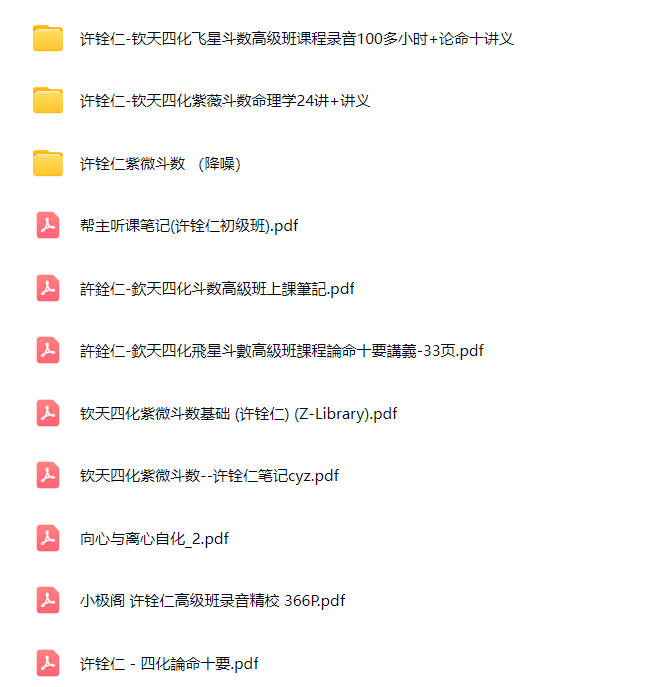 许铨仁-钦天四化飞星斗数高级班课程录音100多小时+论命十讲义
许铨仁-钦天四化紫薇斗数命理学24讲+讲义
许铨仁紫微斗数 （降噪）
帮主听课笔记(许铨仁初级班).pdf
許銓仁-欽天四化斗数高級班上課筆記.pdf
許銓仁-欽天四化飛星斗數高級班課程論命十要講義-33页.pdf
钦天四化紫微斗数基础 (许铨仁) (Z-Library).pdf
钦天四化紫微斗数--许铨仁笔记cyz.pdf
向心与离心自化_2.pdf
小极阁 许铨仁高级班录音精校 366P.pdf
许铨仁 - 四化論命十要.pdf